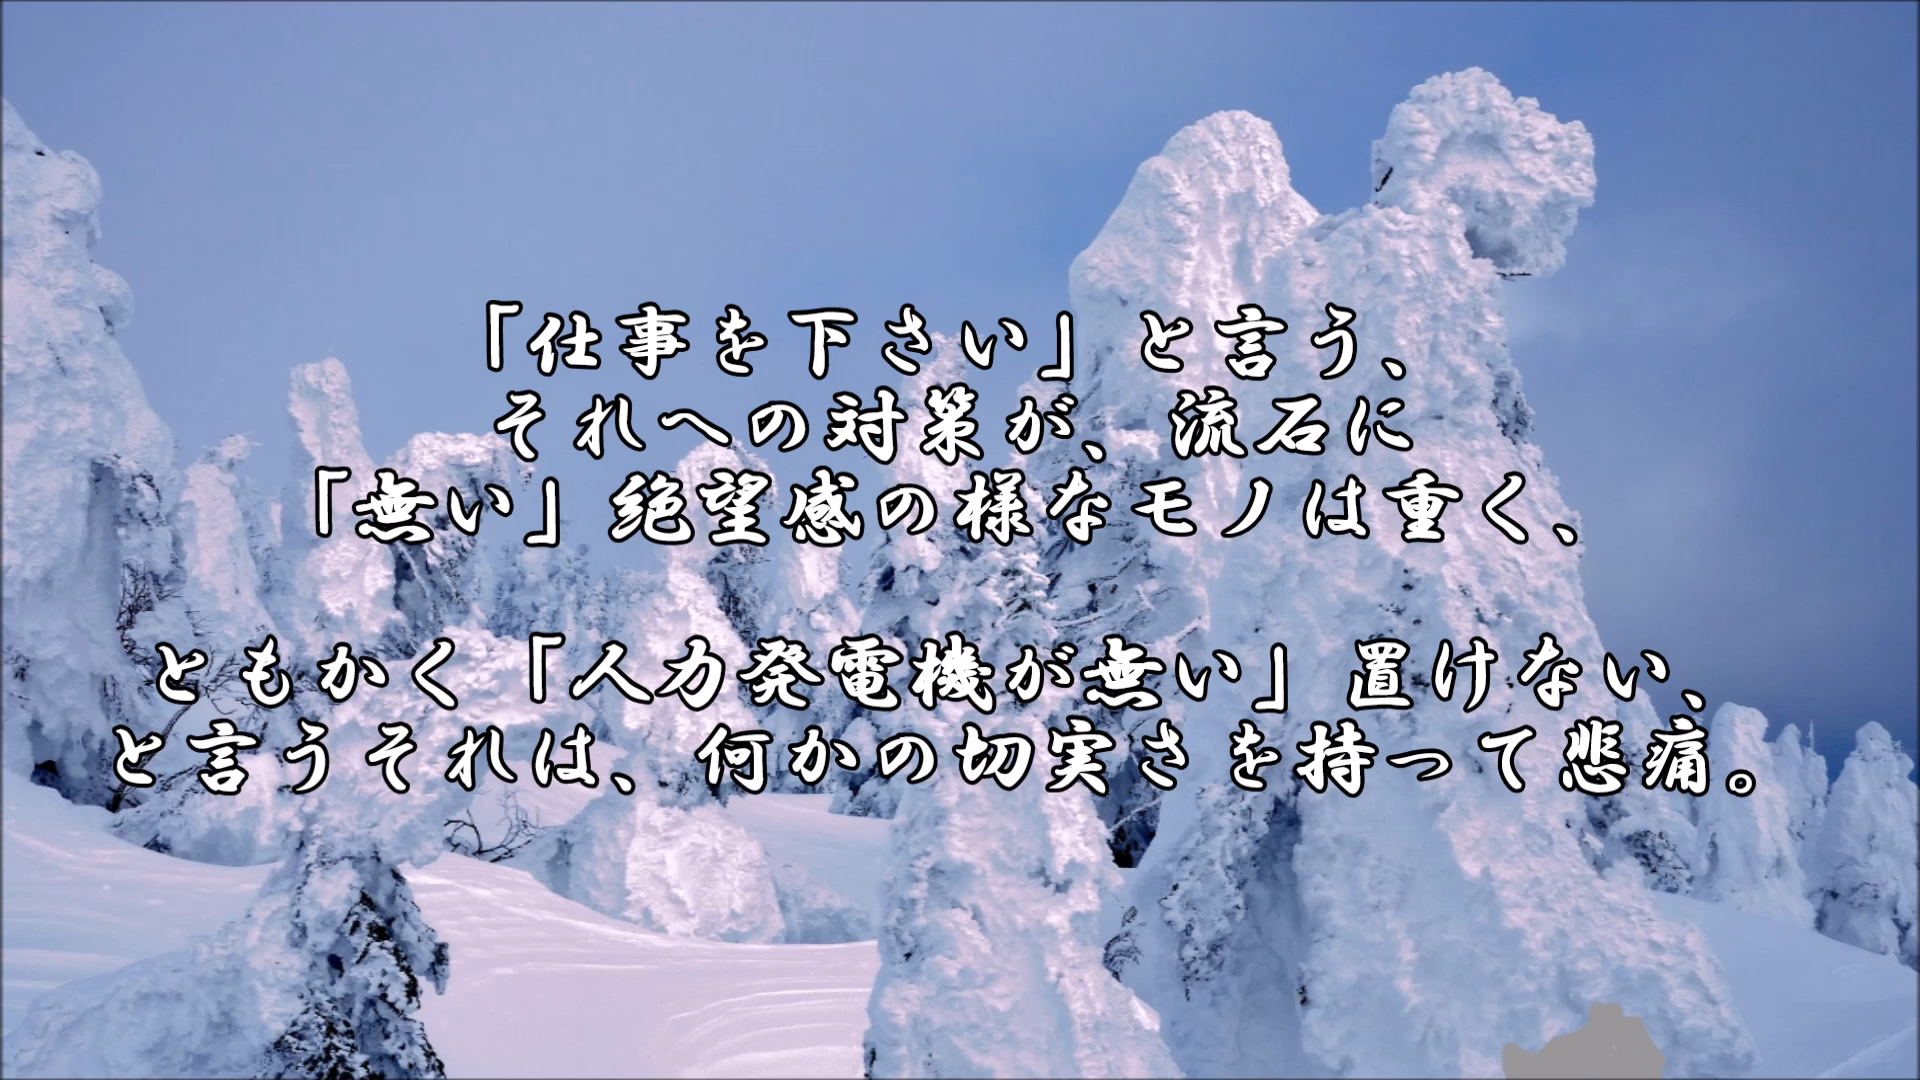 「仕事を下さい」と言う、
それへの対策が、流石に
「無い」絶望感の様なモノは重く、
ともかく「人力発電機が無い」置けない、
と言うそれは、何かの切実さを持って悲痛。